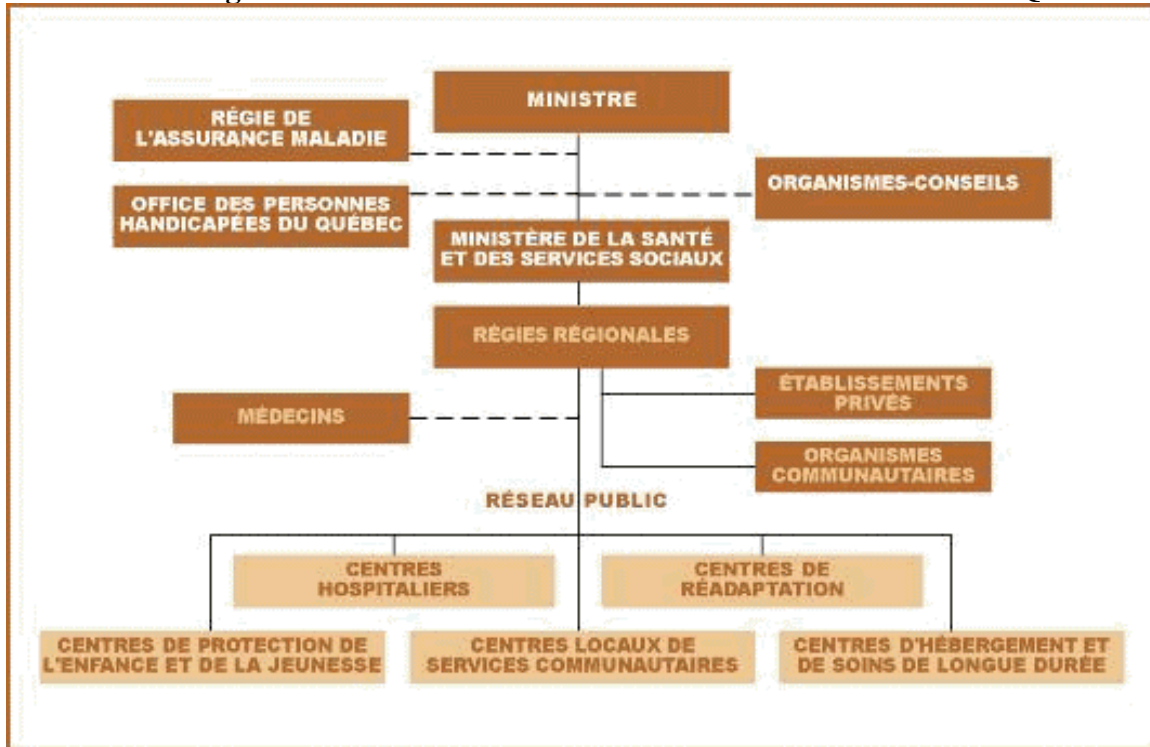 MINISTRE
RÉGIE DE
L'ASSURANCE MALADIE
OFFICE DES PERSONNES
HANDICAPÉES DU QUÉBEC
ORGANISMES-CONSEILS
MINISTÈRE DE LA SANTÉ
ET DES SERVICES SOCIAUX
RÉGIES RÉGIONALES
MÉDECINS
ÉTABLISSEMENTS
PRIVÉS
ORGANISMES
COMMUNAUTAIRES
RÉSEAU PUBLIC
CENTRES
HOSPITALIERS
CENTRES DE
RÉADAPTATION
CENTRES DE PROTECTION DE
L'ENFANCE ET DE LA JEUNESSE
CENTRES LOCAUX DE
SERVICES COMMUNAUTAIRES
CENTRES D'HÉBERGEMENT ET
DE SOINS DE LONGUE DURÉE